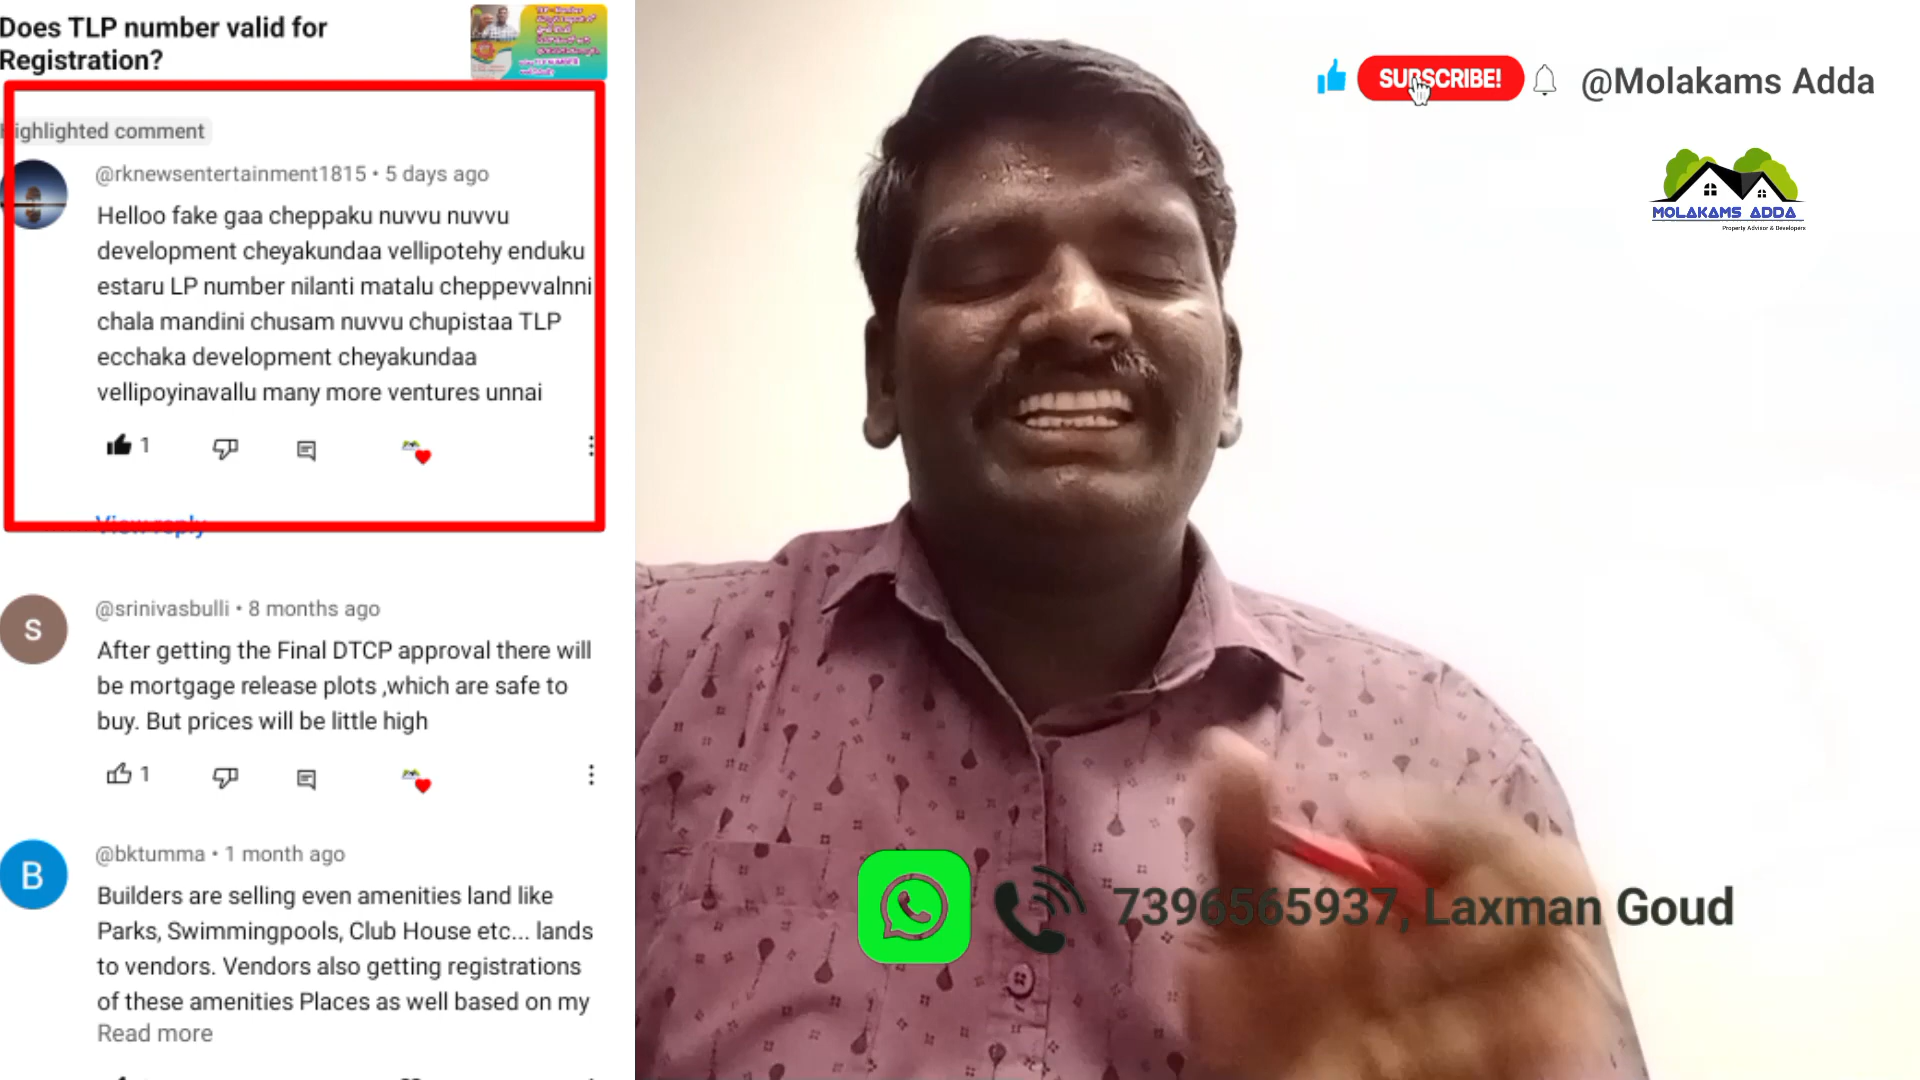 Does TLP number valid for
Registration?
ighlighted comment
@rknewsentertainment1815 • 5 days ago
Helloo fake gaa cheppaku nuvvu nuvvu
development cheyakundaa vellipotehy enduku
estaru LP number nilanti matalu cheppevvalnni
chala mandini chusam nuvvu chupistaa TLP
ecchaka development cheyakundaa
vellipoyinavallu many more ventures unnai
1
View reply
S
@srinivasbulli • 8 months ago
After getting the Final DTCP approval there will
be mortgage release plots ,which are safe to
buy. But prices will be little high
1
B
@bktumma • 1 month ago
Builders are selling even amenities land like
Parks, Swimmingpools, Club House etc... lands
to vendors. Vendors also getting registrations
of these amenities Places as well based on my
Read more
SUBSCRIBE!
@Molakams Adda
MOLAKAMS ADDA
Property Advisor & Developers
7396565937, Laxman Goud